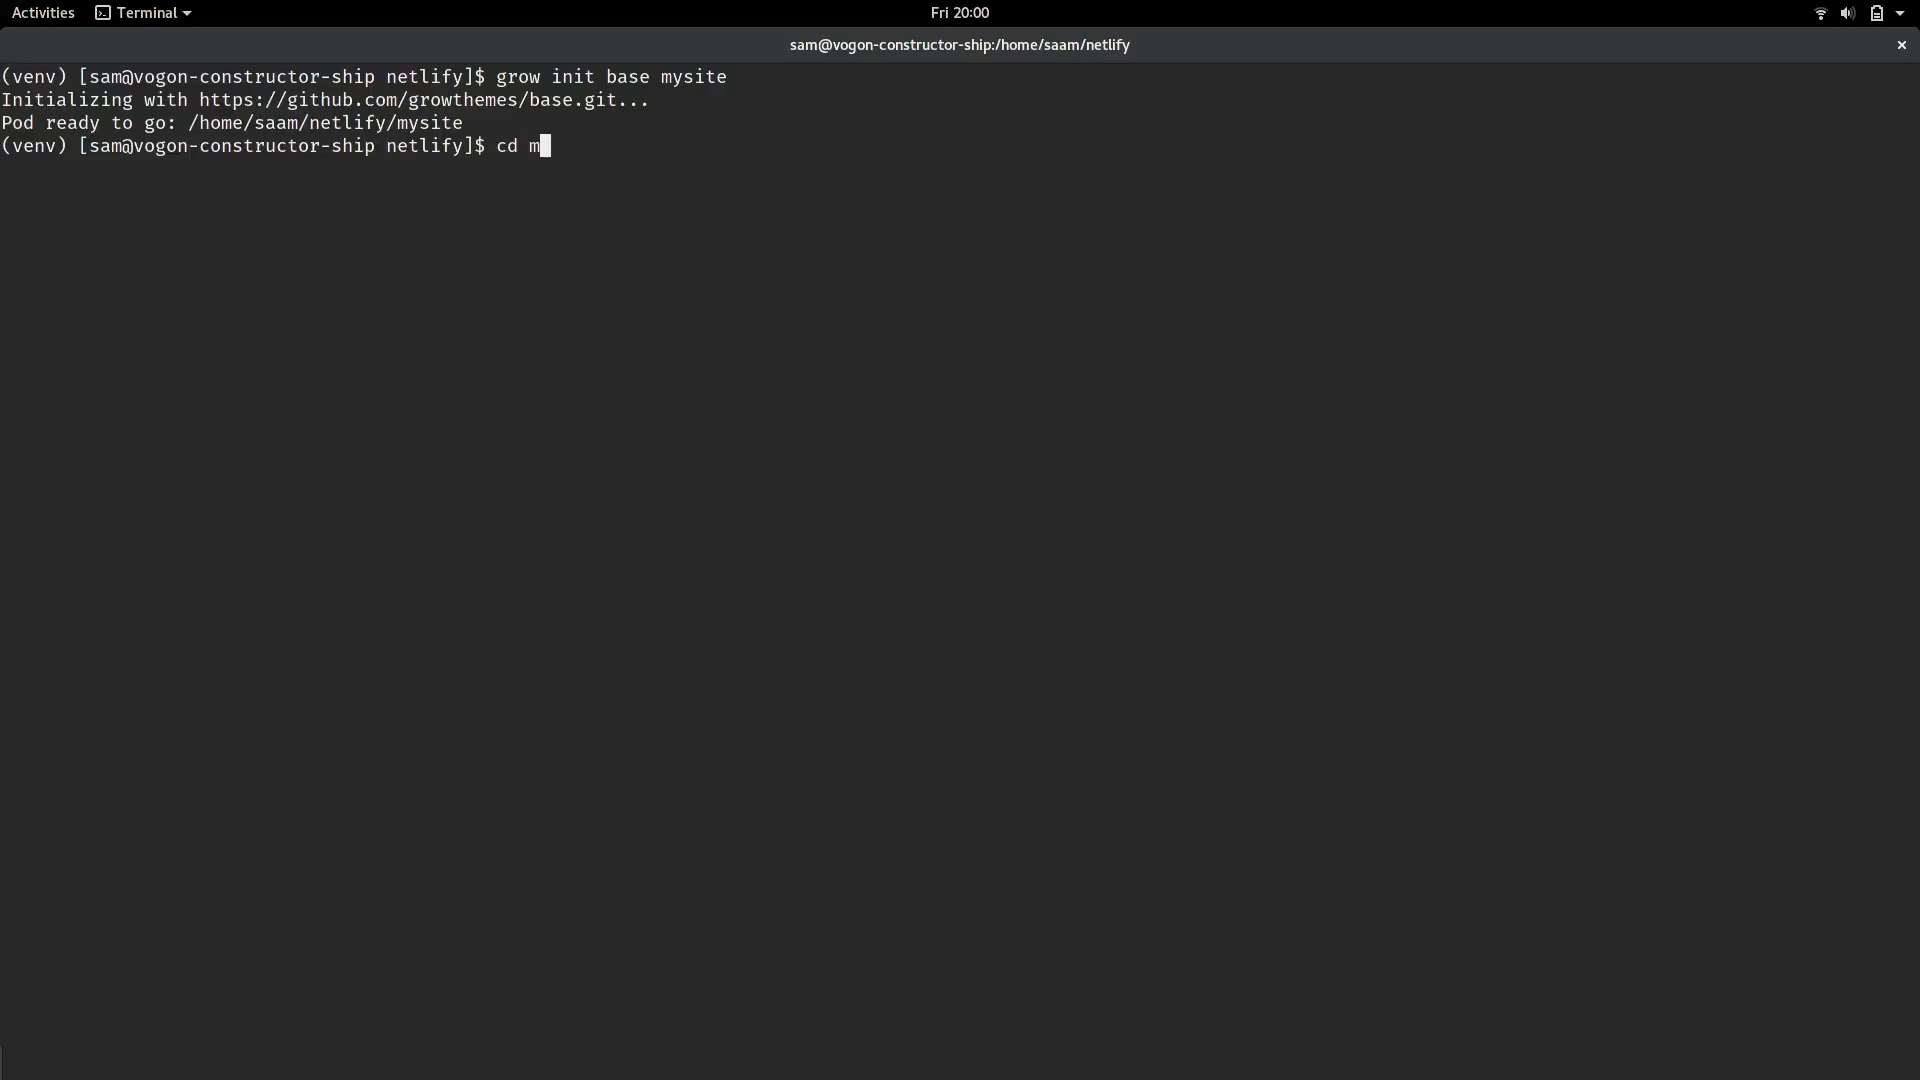 Activities Terminal Fri 20:00
sam@vogon-constructor-ship:/home/saam/netlify
(venv) [sam@vogon-constructor-ship netlify]$ grow init base mysite
Initializing with https://github.com/growthemes/base.git...
Pod ready to go: /home/saam/netlify/mysite
(venv) [sam@vogon-constructor-ship netlify]$ cd m